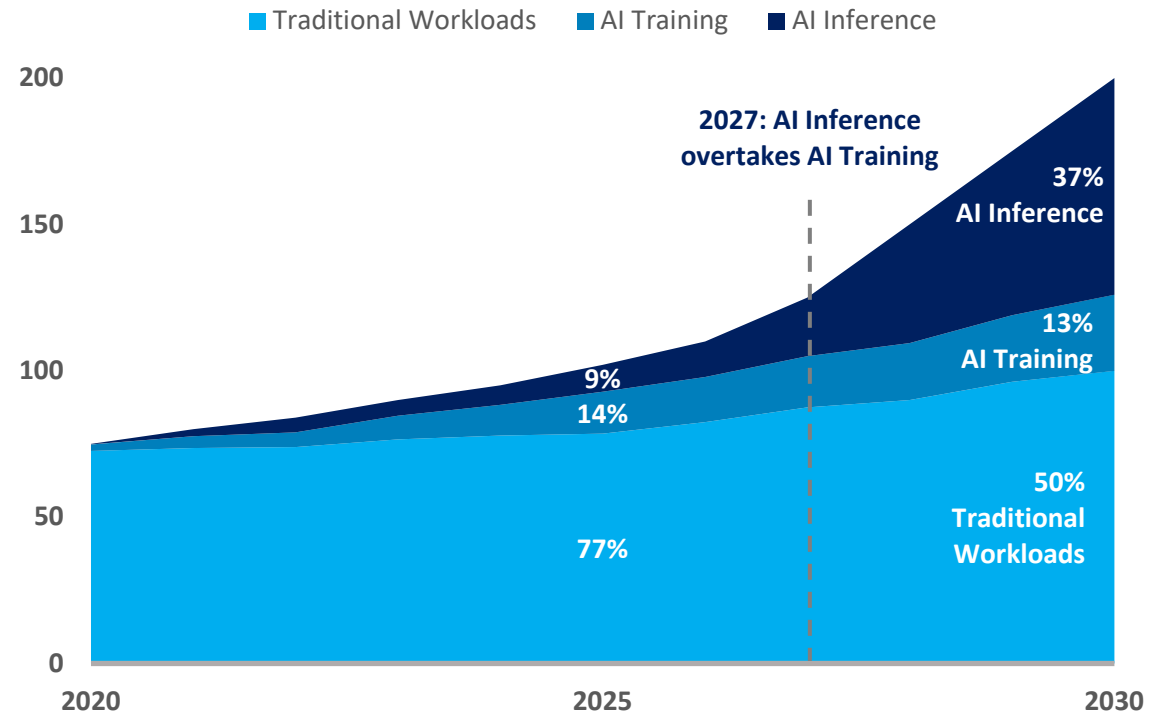 Traditional Workloads AI Training AI Inference
200
2027: AI Inference
overtakes AI Training
37%
AI Inference
150
13%
AI Training
100
9%
14%
50%
Traditional
Workloads
50
77%
0
2020 2025 2030